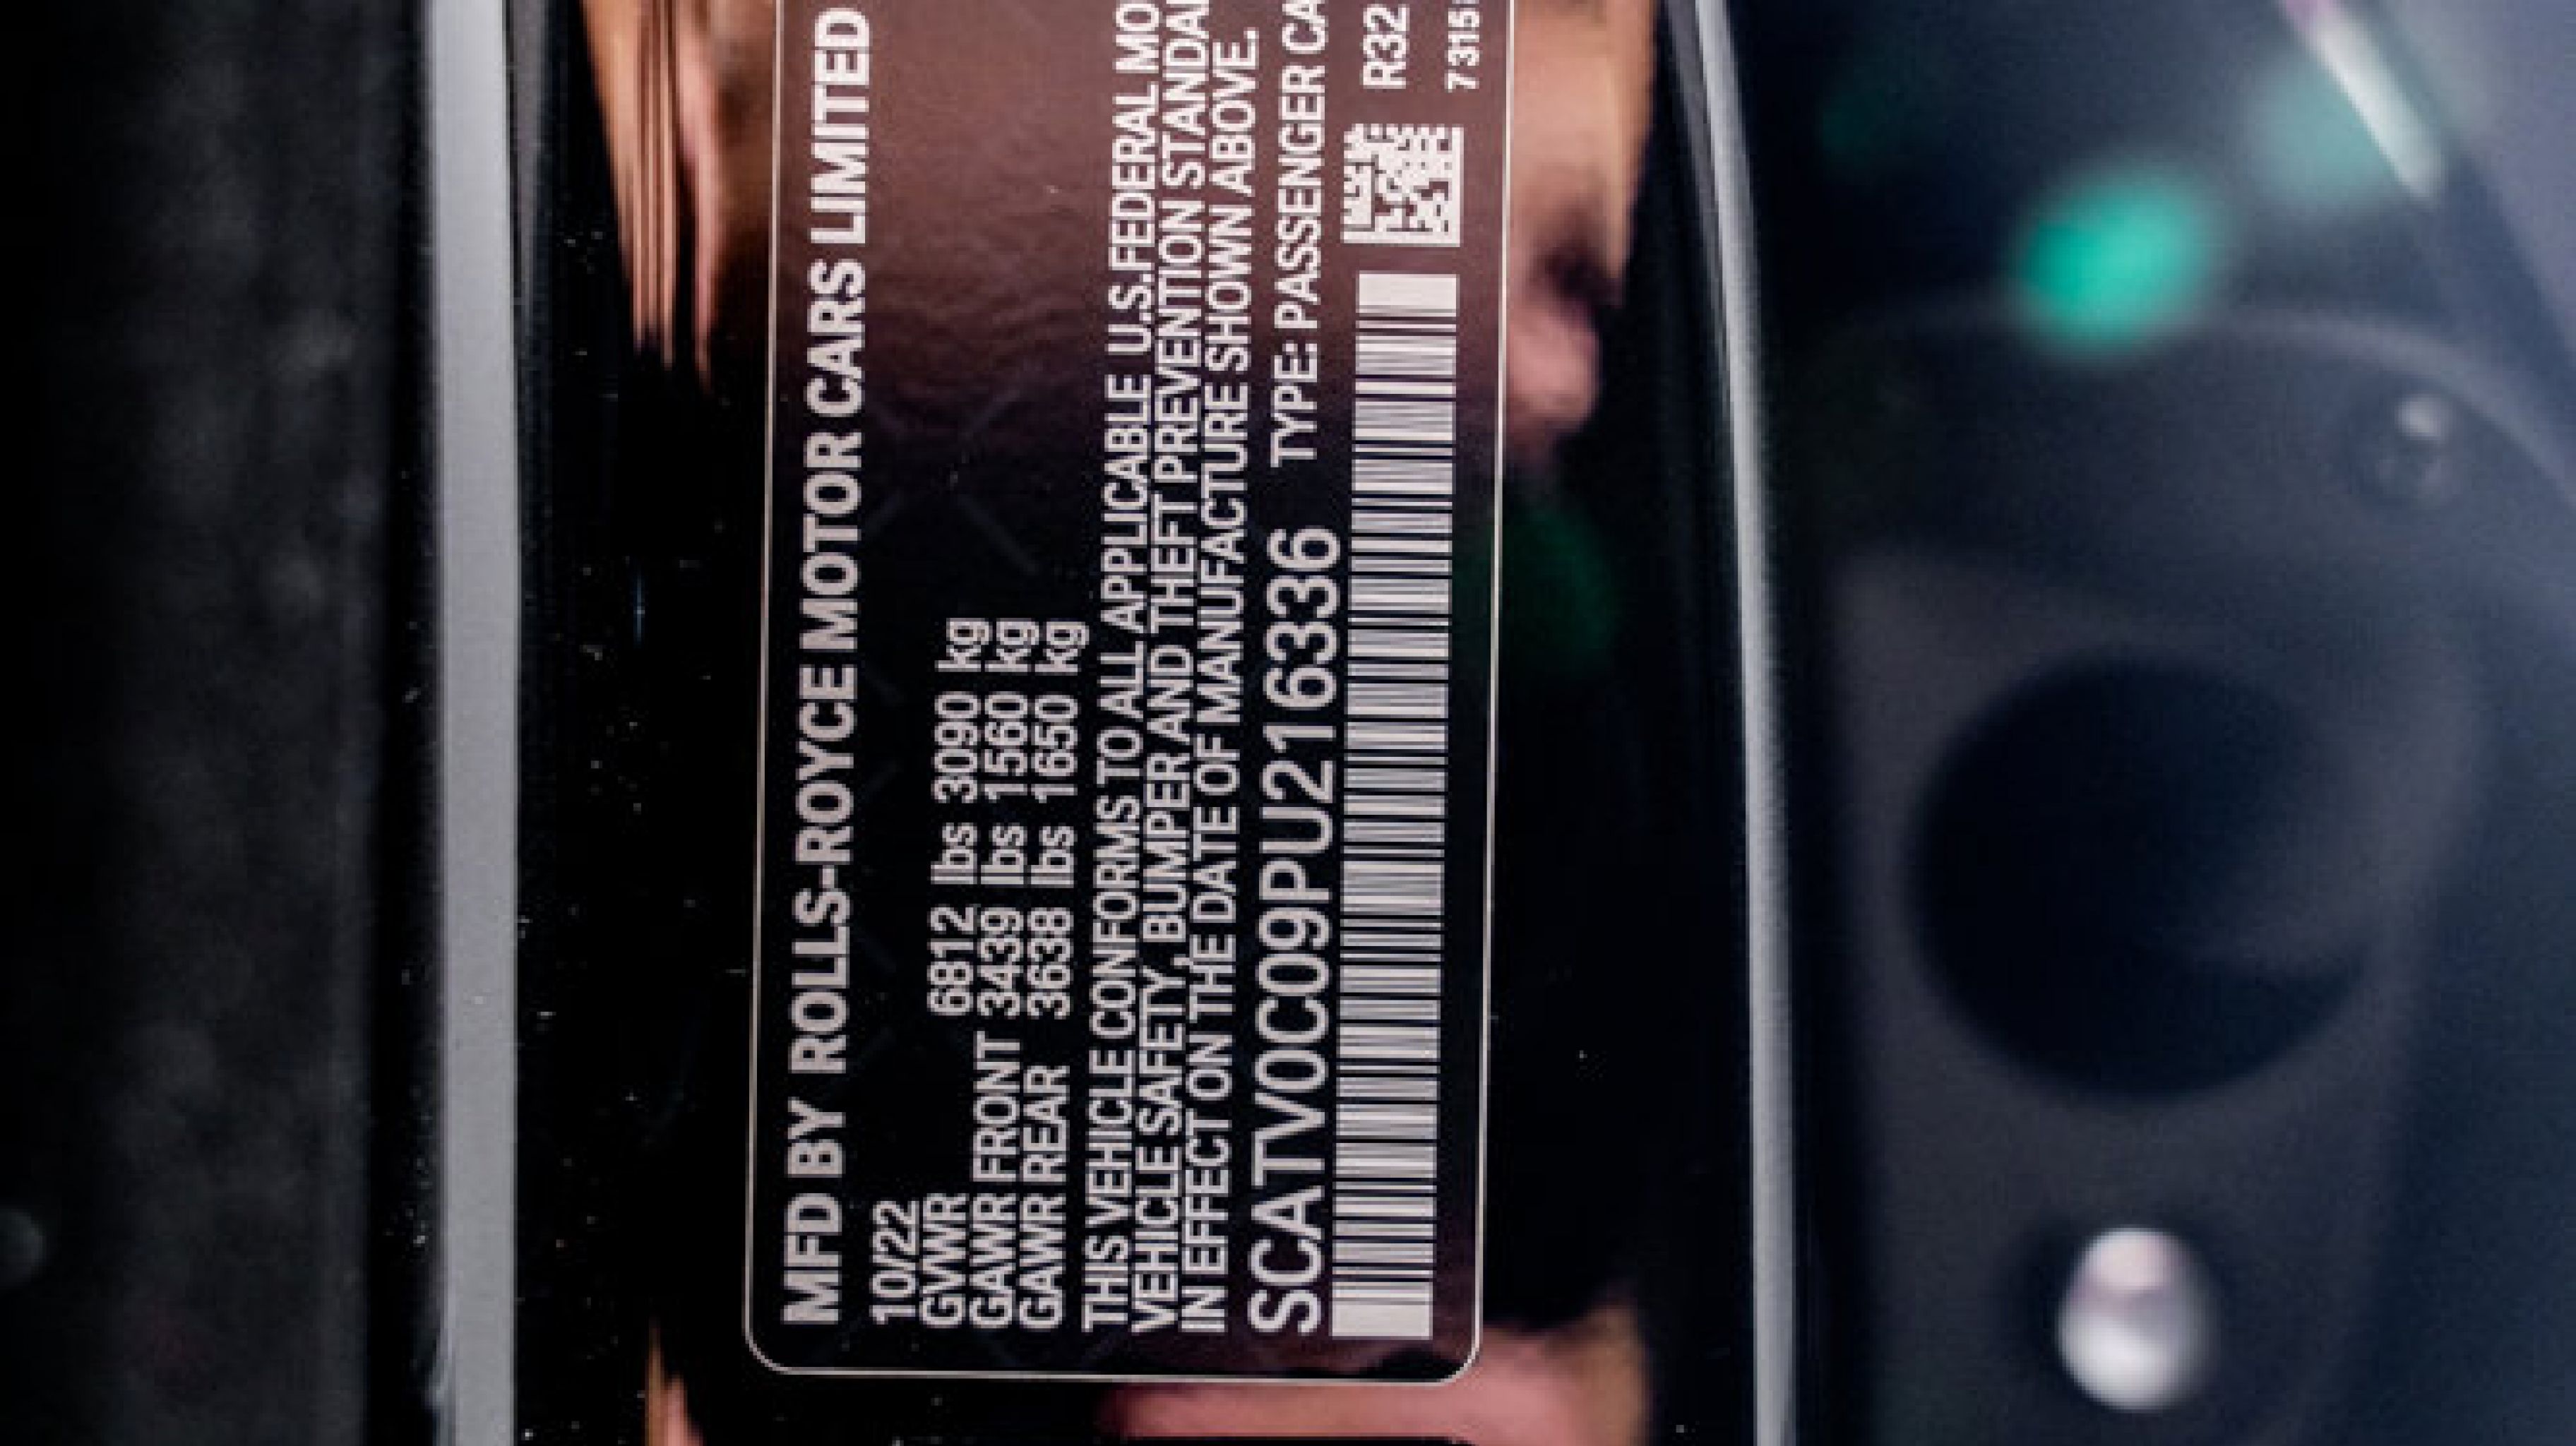 MFD BY ROLLS-ROYCE MOTOR CARS LIMITED
10/22
GVWR 6812 lbs 3090 kg
GAWR FRONT 3439 lbs 1560 kg
GAWR REAR 3638 lbs 1650 kg
THIS VEHICLE CONFORMS TO ALL APPLICABLE U.S.FEDERAL MO
VEHICLE SAFETY, BUMPER AND THEFT PREVENTION STANDA
IN EFFECT ON THE DATE OF MANUFACTURE SHOWN ABOVE.
SCATV0C09PU216336 TYPE: PASSENGER CA
R32
7315